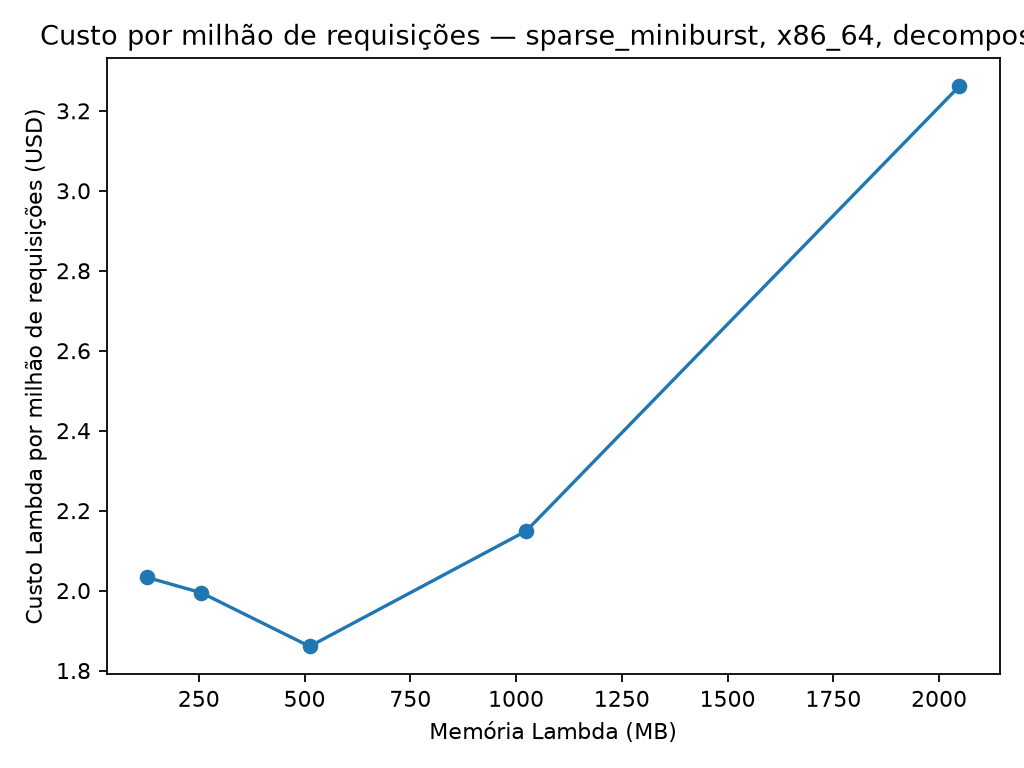 Custo por milhão de requisições — sparse_miniburst, x86_64, decompos
Custo Lambda por milhão de requisições (USD)
3.2
3.0
2.8
2.6
2.4
2.2
2.0
1.8
250 500 750 1000 1250 1500 1750 2000
Memória Lambda (MB)